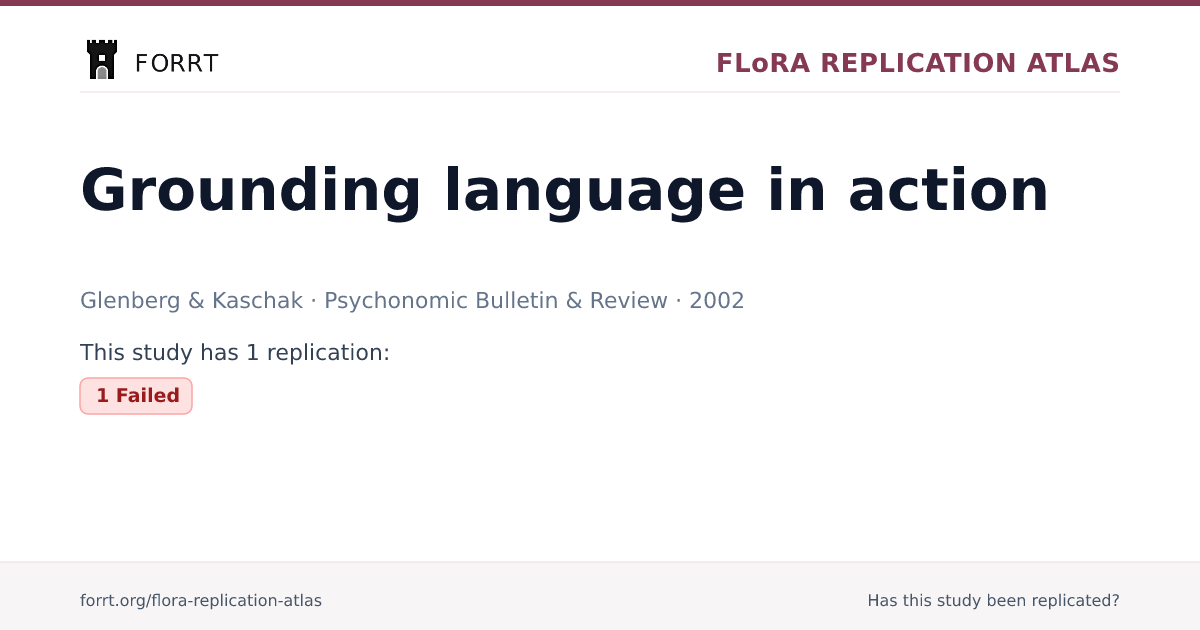 FORRT
FLoRA REPLICATION ATLAS
Grounding language in action
Glenberg & Kaschak · Psychonomic Bulletin & Review · 2002
This study has 1 replication:
1 Failed
forrt.org/flora-replication-atlas
Has this study been replicated?